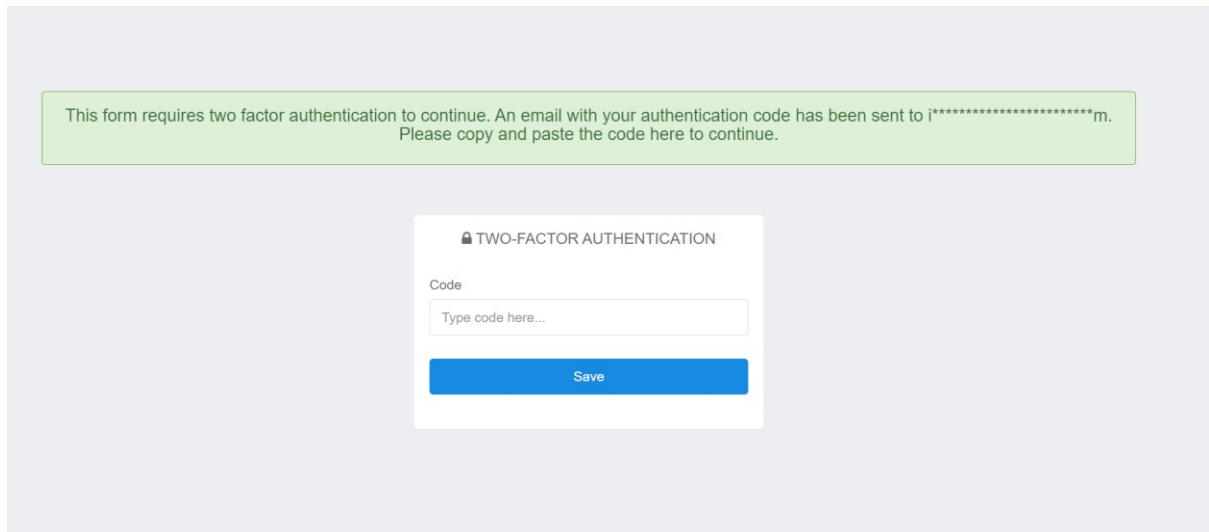 This form requires two factor authentication to continue. An email with your authentication code has been sent to i************************m.
Please copy and paste the code here to continue.
TWO-FACTOR AUTHENTICATION
Code
Type code here...
Save